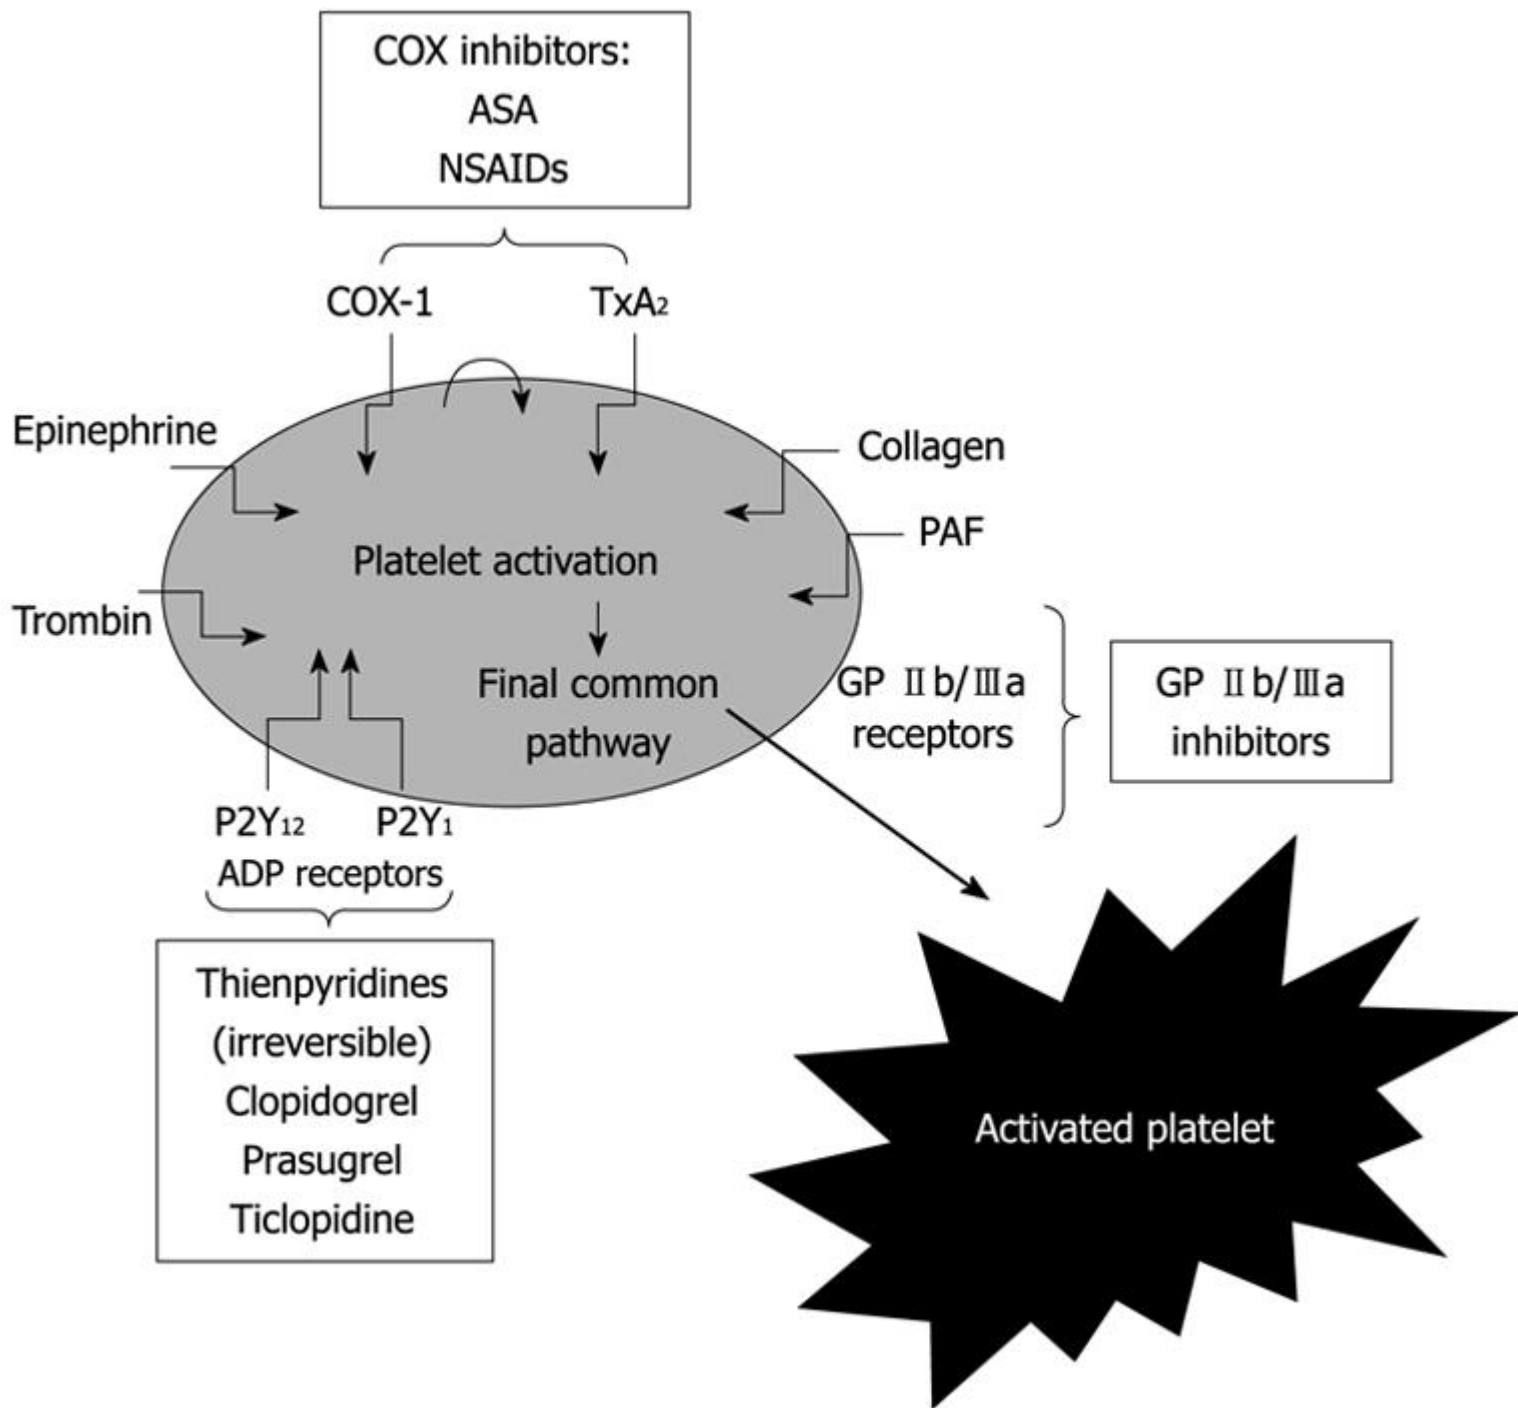 COX inhibitors:
ASA
NSAIDs
COX-1
TxA₂
Epinephrine
Collagen
PAF
Platelet activation
Trombin
Final common
pathway
GP Ⅱb/Ⅲa
receptors
GP Ⅱb/Ⅲa
inhibitors
P2Y₁₂
P2Y₁
ADP receptors
Thienpyridines
(irreversible)
Clopidogrel
Prasugrel
Ticlopidine
Activated platelet